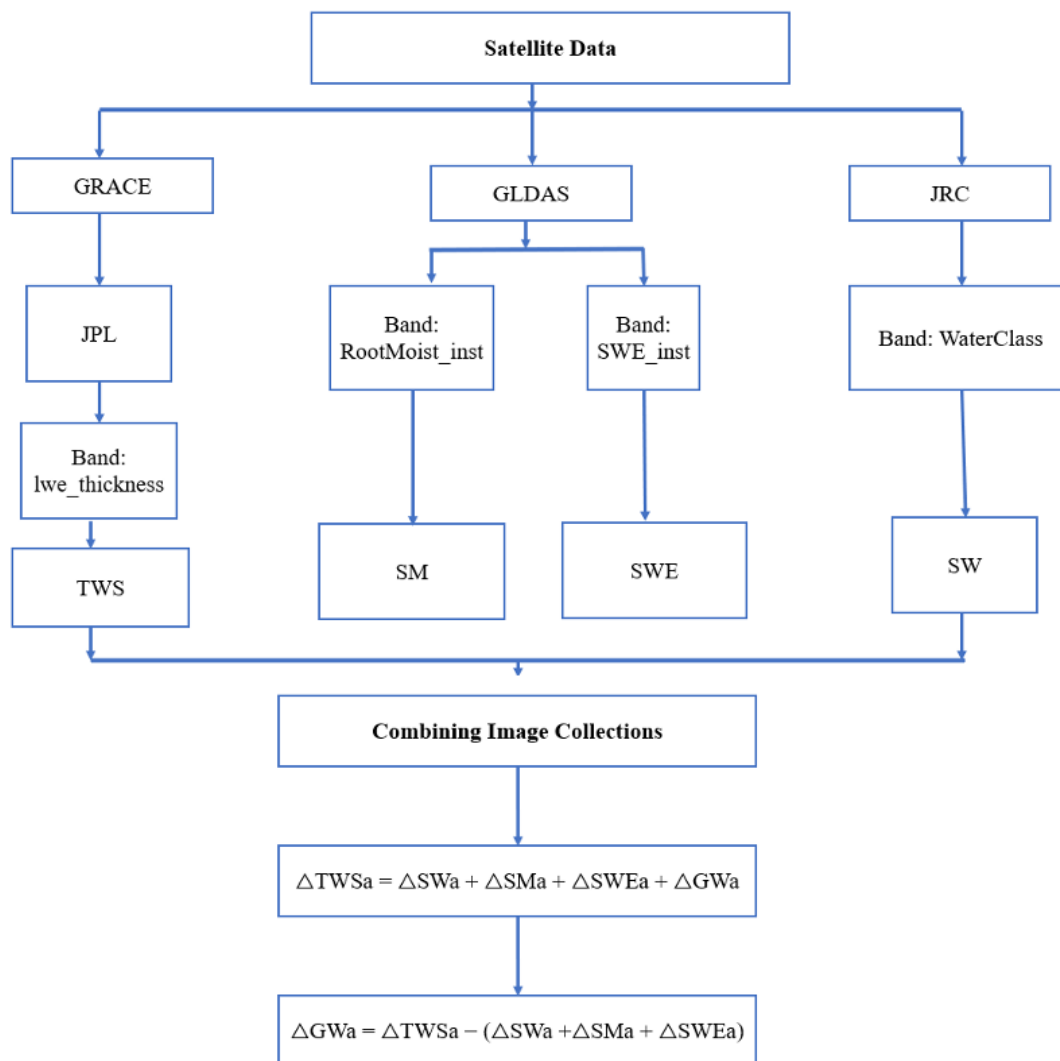 Satellite Data
GRACE
GLDAS
JRC
JPL
Band:
RootMoist_inst
Band:
SWE_inst
Band: WaterClass
Band:
lwe_thickness
TWS
SM
SWE
SW
Combining Image Collections
△TWSa = △SWa + △SMa + △SWEa + △GWa
△GWa = △TWSa – (△SWa +△SMa + △SWEa)